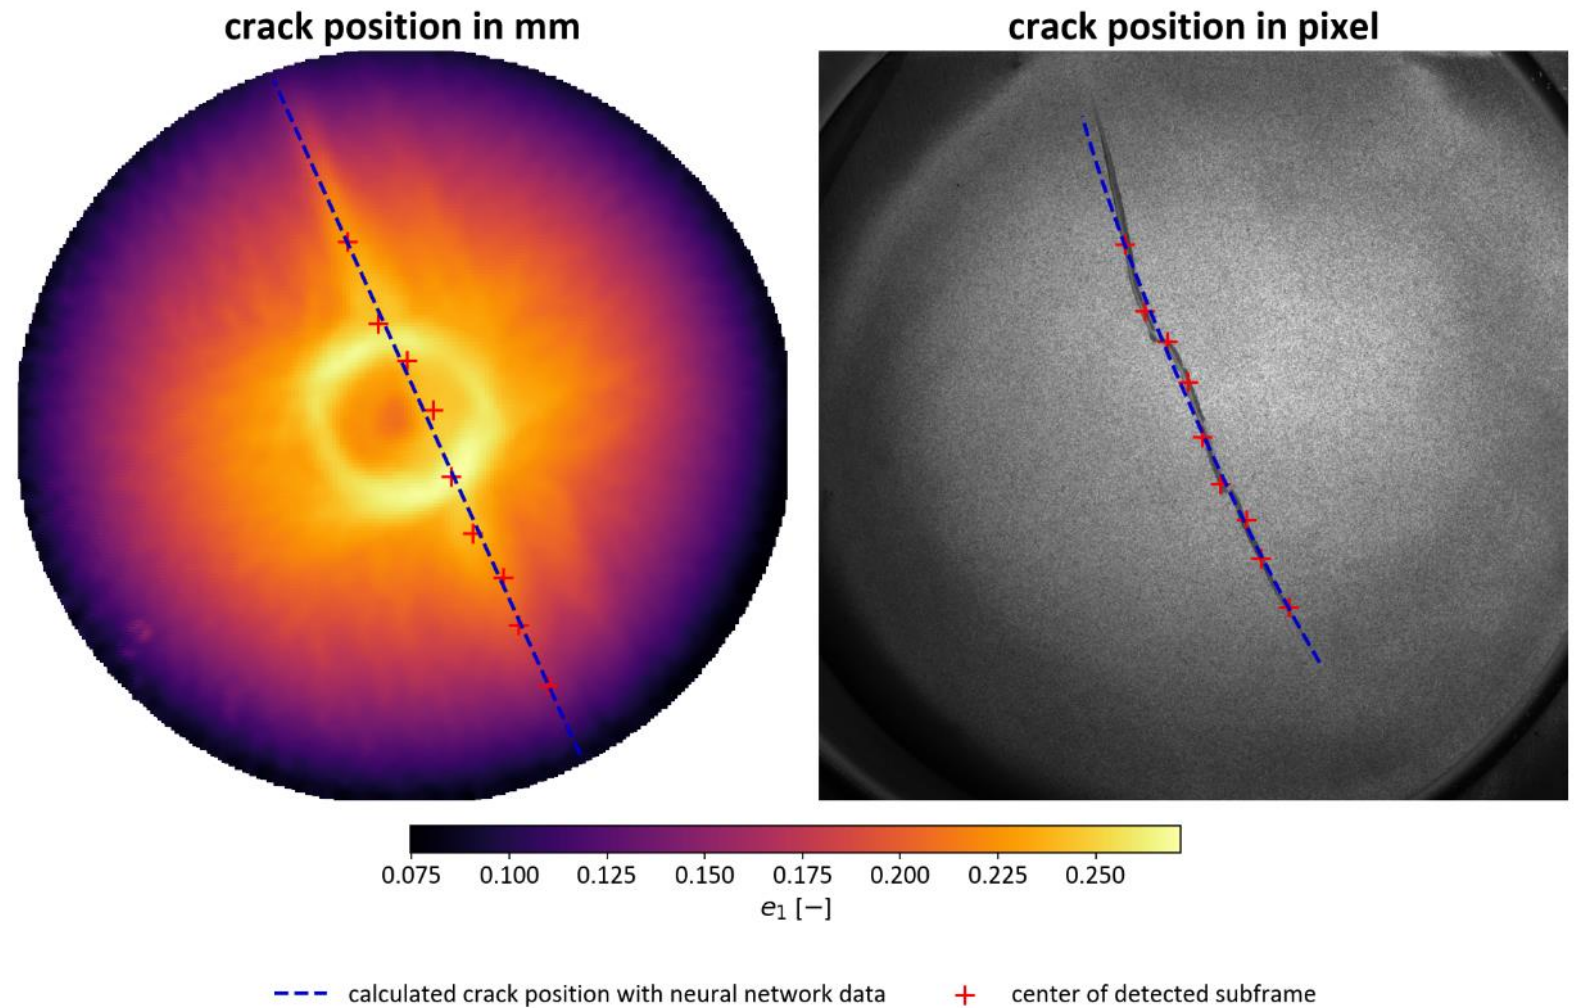 crack position in mm
crack position in pixel
0.075 0.100 0.125 0.150 0.175 0.200 0.225 0.250
e₁ [−]
calculated crack position with neural network data
center of detected subframe